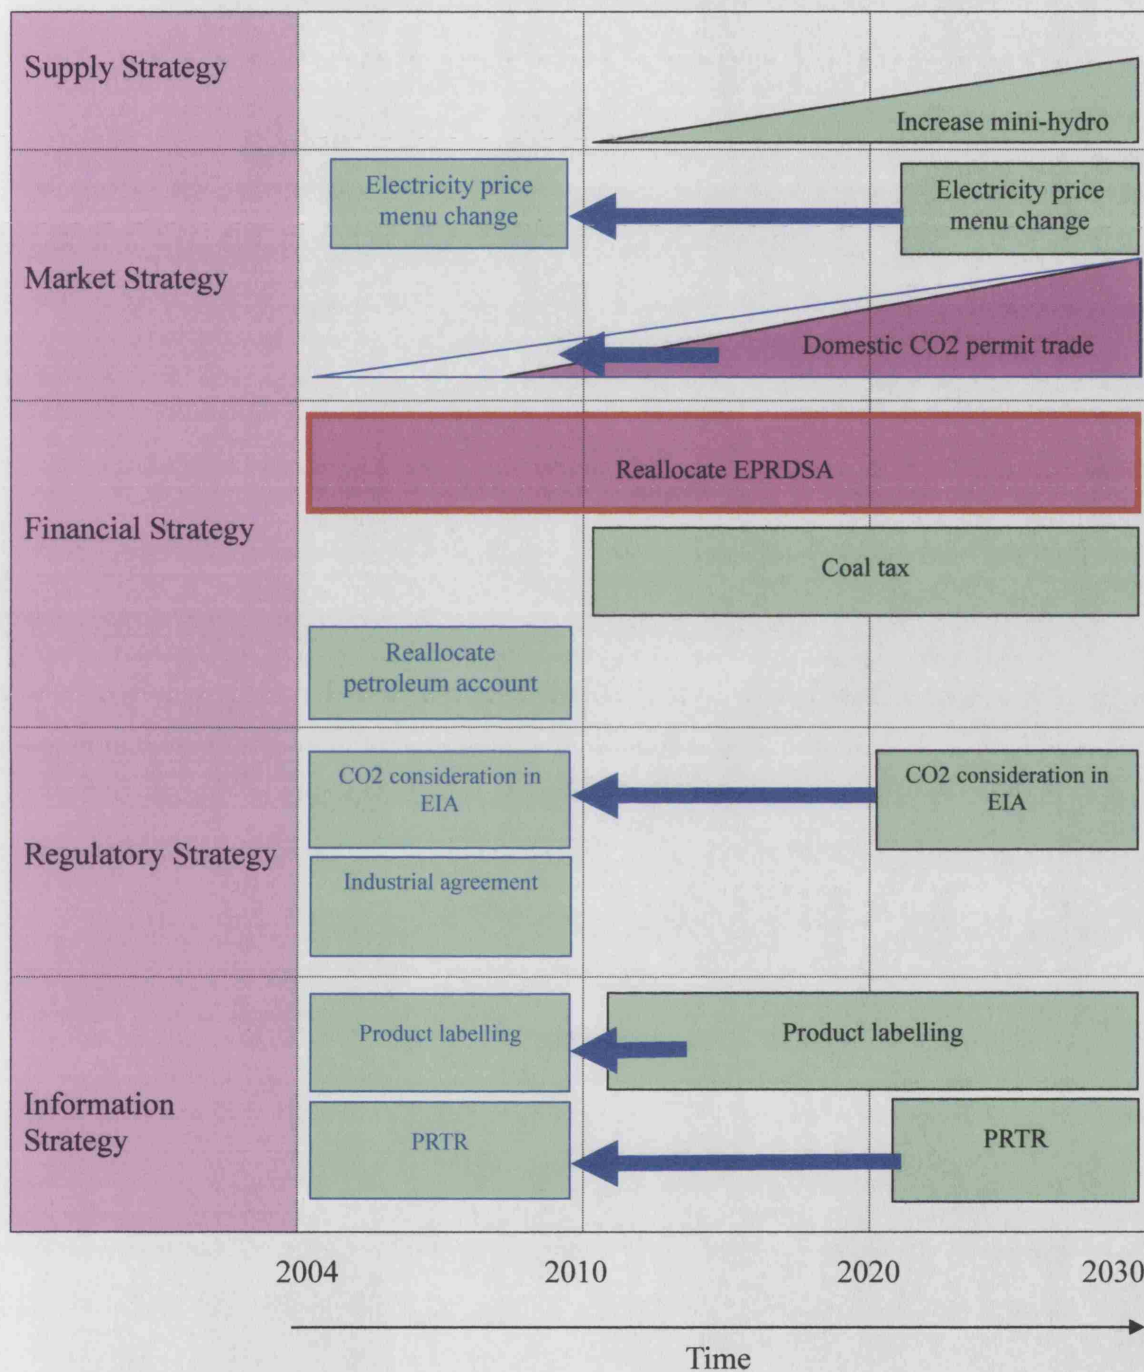 Supply Strategy
Increase mini-hydro
Market Strategy
Electricity price
menu change
Electricity price
menu change
Domestic CO2 permit trade
Financial Strategy
Reallocate EPRDSA
Coal tax
Reallocate
petroleum account
Regulatory Strategy
CO2 consideration in
EIA
CO2 consideration in
EIA
Industrial agreement
Information
Strategy
Product labelling
Product labelling
PRTR
PRTR
2004
2010
2020
2030
Time